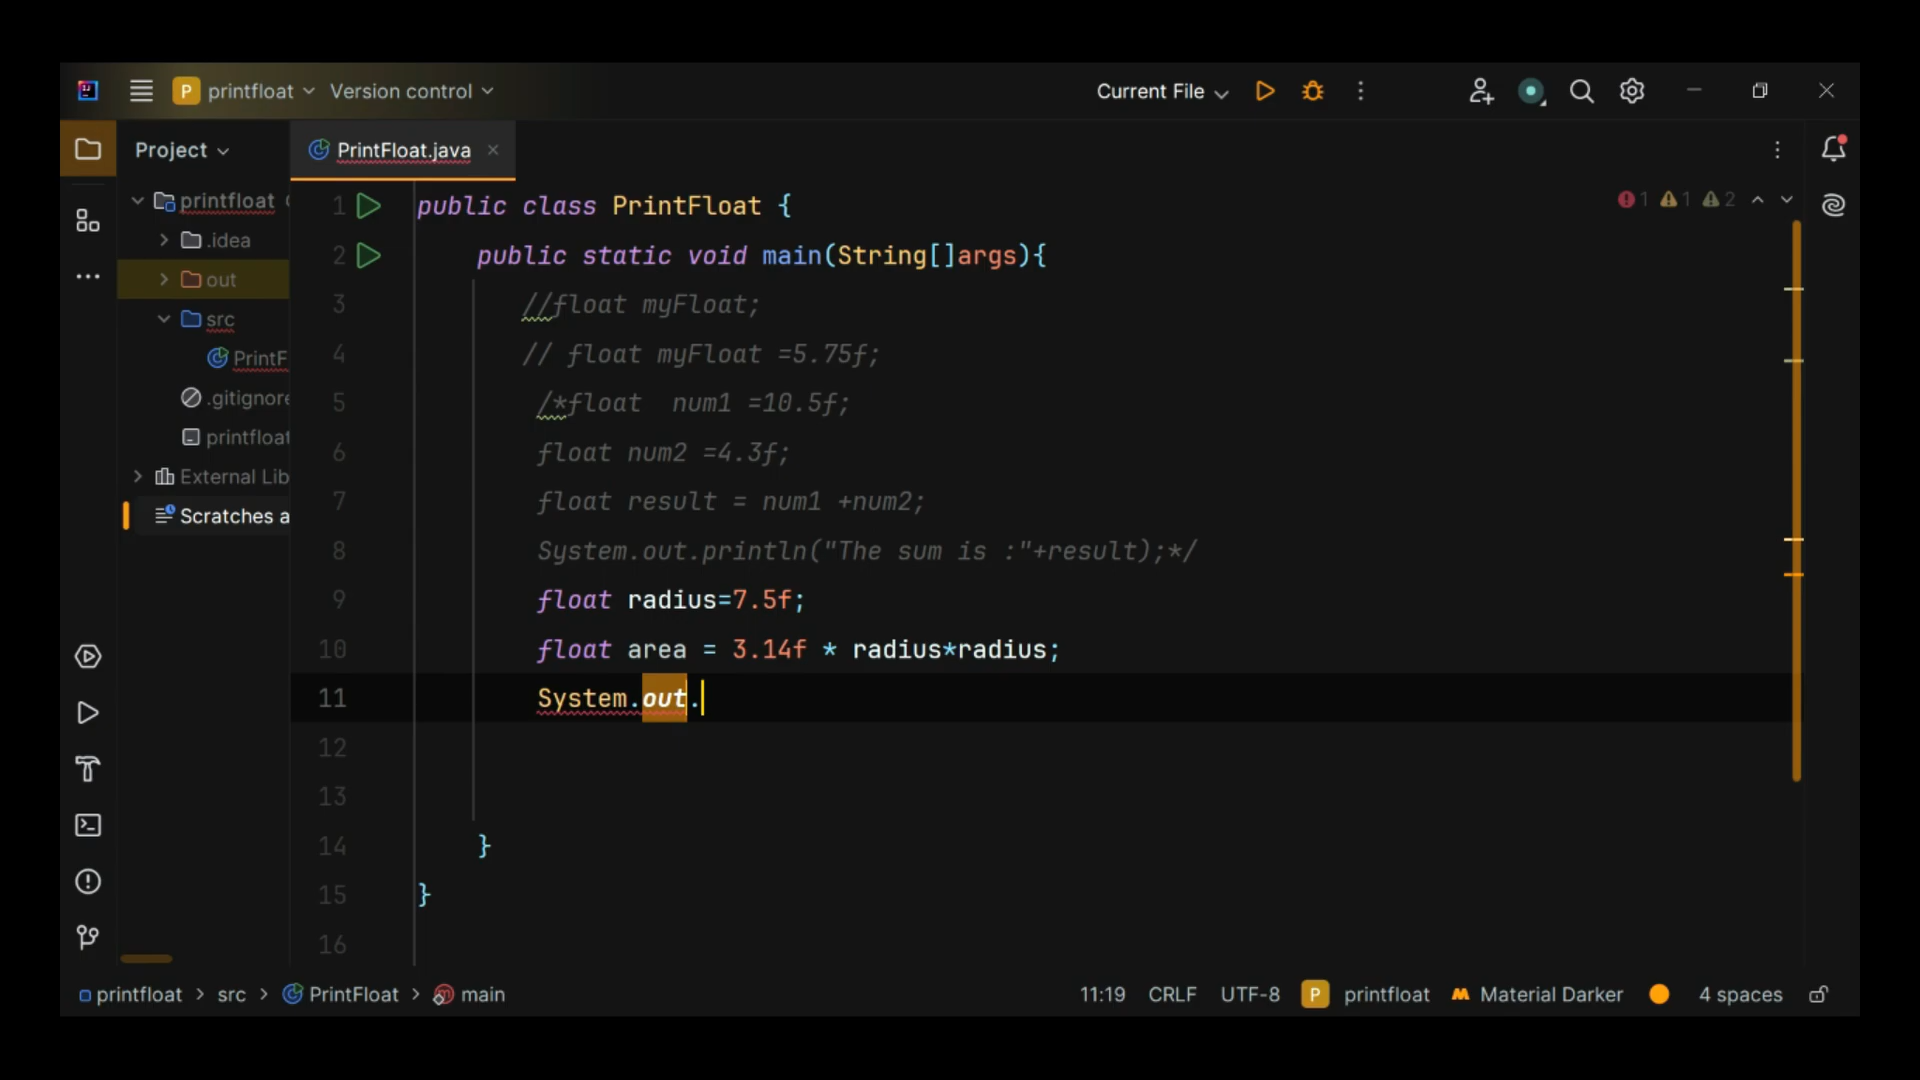 P printfloat Version control Current File
Project PrintFloat.java
printfloat
.idea
out
src
PrintF
.gitignore
printfloat
External Lib
Scratches a
1 1 2
1 public class PrintFloat {
2 public static void main(String[]args){
3 //float myFloat;
4 // float myFloat =5.75f;
5 /*float  num1 =10.5f;
6 float num2 =4.3f;
7 float result = num1 +num2;
8 System.out.println("The sum is :"+result);*/
9 float radius=7.5f;
10 float area = 3.14f * radius*radius;
11 System.out.
12
13
14 }
15 }
16
printfloat > src > PrintFloat > main 11:19 CRLF UTF-8 P printfloat Material Darker 4 spaces